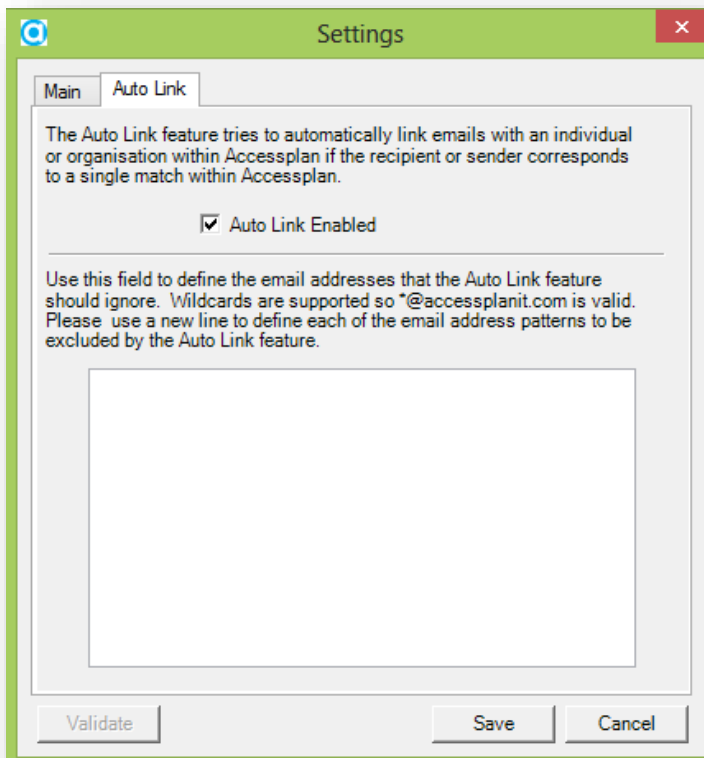 Settings
Main
Auto Link
The Auto Link feature tries to automatically link emails with an individual
or organisation within Accessplan if the recipient or sender corresponds
to a single match within Accessplan.
Auto Link Enabled
Use this field to define the email addresses that the Auto Link feature
should ignore.  Wildcards are supported so *@accessplanit.com is valid.
Please  use a new line to define each of the email address patterns to be
excluded by the Auto Link feature.
Validate
Save
Cancel